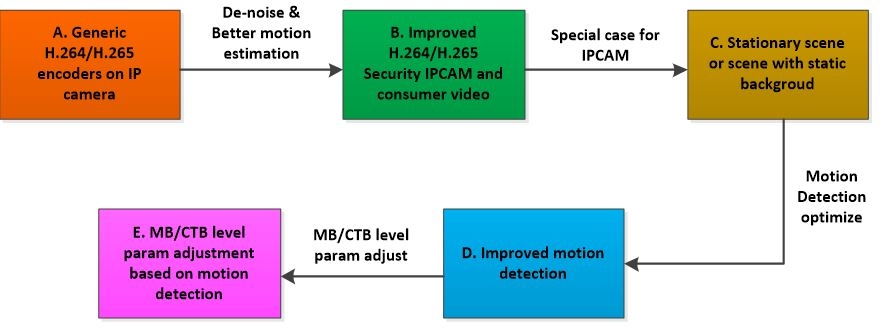 A. Generic
H.264/H.265
encoders on IP
camera
De-noise &
Better motion
estimation
B. Improved
H.264/H.265
Security IPCAM and
consumer video
Special case for
IPCAM
C. Stationary scene
or scene with static
backgroud
Motion
Detection
optimize
D. Improved motion
detection
MB/CTB level
param adjust
E. MB/CTB level
param adjustment
based on motion
detection